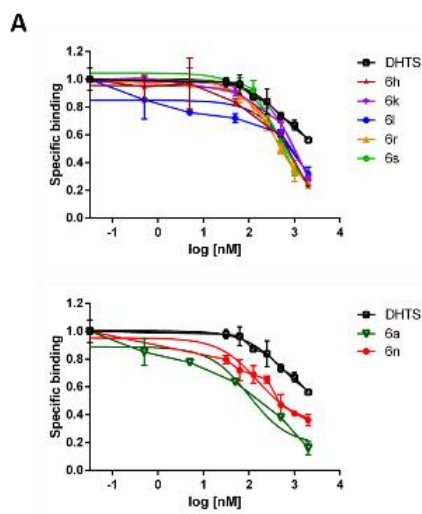 A
1.2
1.0
0.8
0.6
0.4
0.2
0.0
Specific binding
-1 0 1 2 3 4
log [nM]
DHTS
6h
6k
6l
6r
6s
1.2
1.0
0.8
0.6
0.4
0.2
0.0
Specific binding
-1 0 1 2 3 4
log [nM]
DHTS
6a
6n